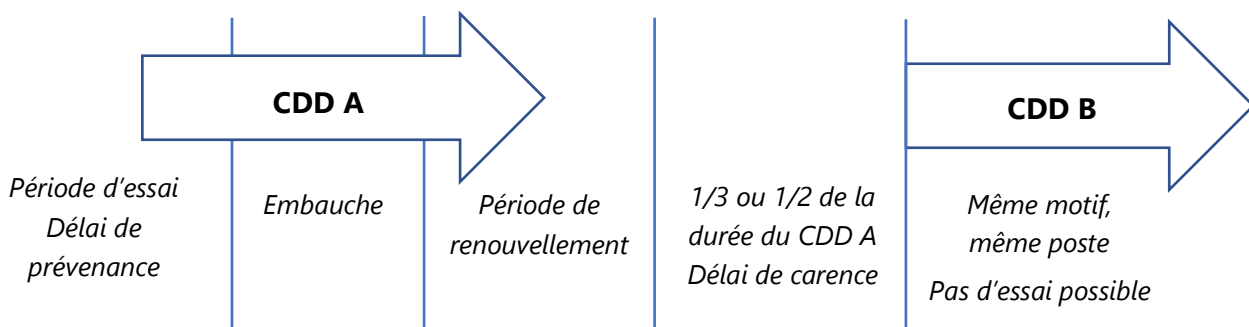 CDD A
CDD B
Période d'essai
Délai de
prévenance
Embauche
Période de
renouvellement
1/3 ou 1/2 de la
durée du CDD A
Délai de carence
Même motif,
même poste
Pas d'essai possible